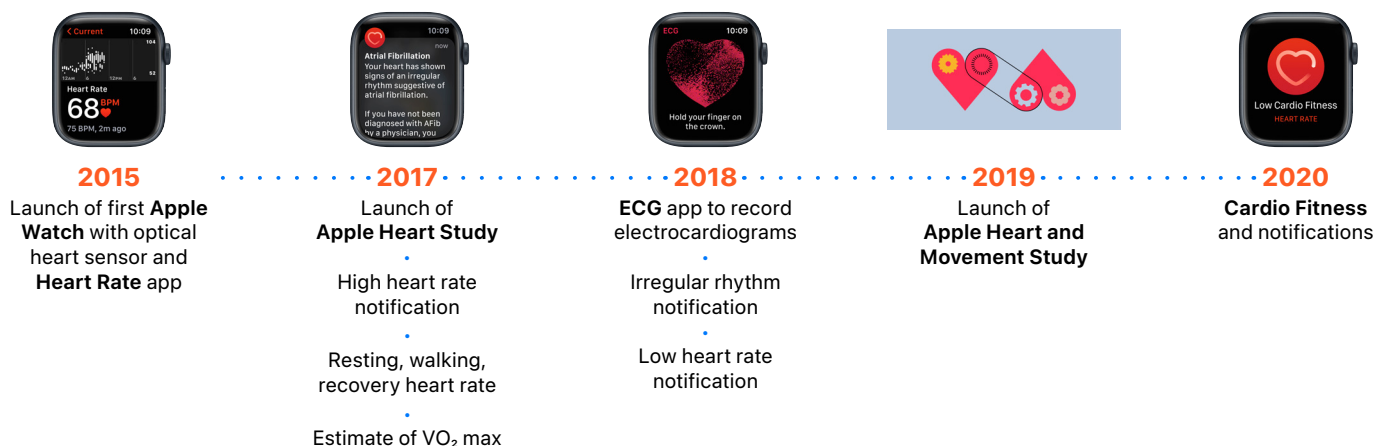 Current 10:09
104
52
12AM 6 12PM 6
Heart Rate
68 BPM
75 BPM, 2m ago
10:09
now
Atrial Fibrillation
Your heart has shown
signs of an irregular
rhythm suggestive of
atrial fibrillation.
If you have not been
diagnosed with AFib
by a physician, you
ECG 10:09
Hold your finger on
the crown.
Low Cardio Fitness
HEART RATE
2015
Launch of first Apple
Watch with optical
heart sensor and
Heart Rate app
2017
Launch of
Apple Heart Study
High heart rate
notification
Resting, walking,
recovery heart rate
Estimate of VO₂ max
2018
ECG app to record
electrocardiograms
Irregular rhythm
notification
Low heart rate
notification
2019
Launch of
Apple Heart and
Movement Study
2020
Cardio Fitness
and notifications